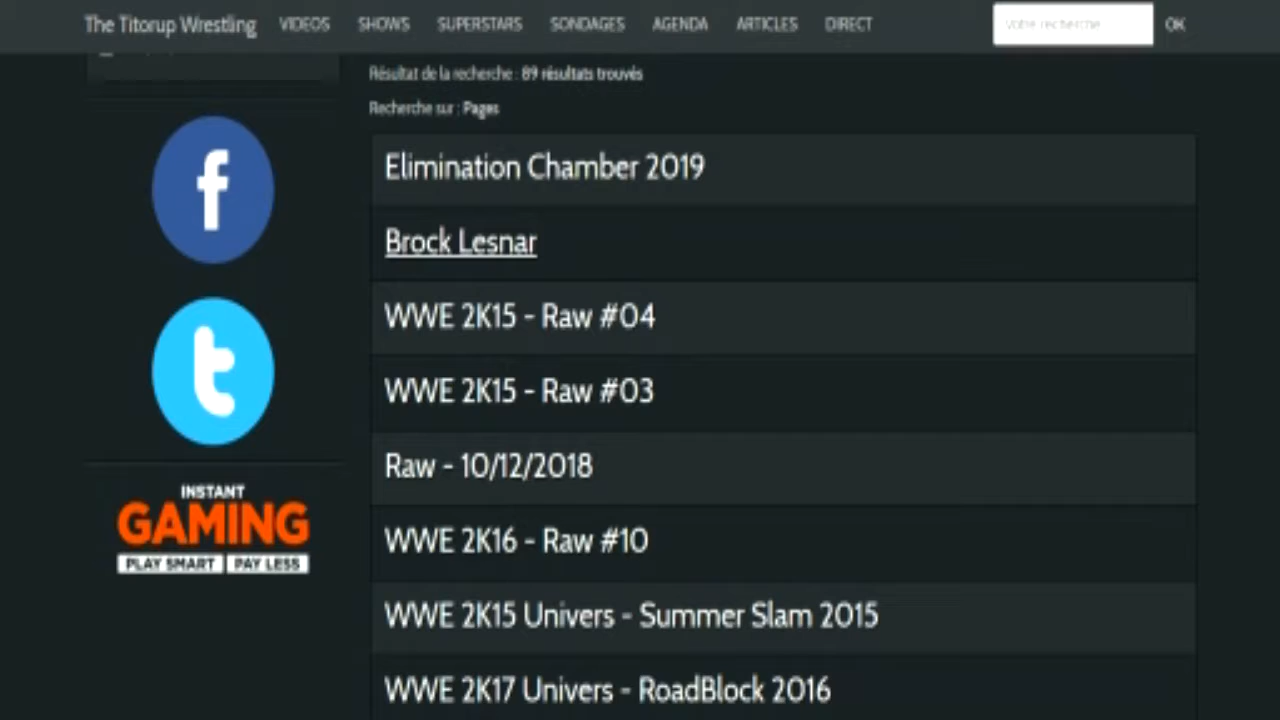 The Titorup Wrestling VIDEOS SHOWS SUPERSTARS SONDAGES AGENDA ARTICLES DIRECT Votre recherche OK
Résultat de la recherche : 89 résultats trouvés
Recherche sur : Pages
Elimination Chamber 2019
Brock Lesnar
WWE 2K15 - Raw #04
WWE 2K15 - Raw #03
Raw - 10/12/2018
WWE 2K16 - Raw #10
WWE 2K15 Univers - Summer Slam 2015
WWE 2K17 Univers - RoadBlock 2016
f
t
INSTANT
GAMING
PLAY SMART PAY LESS